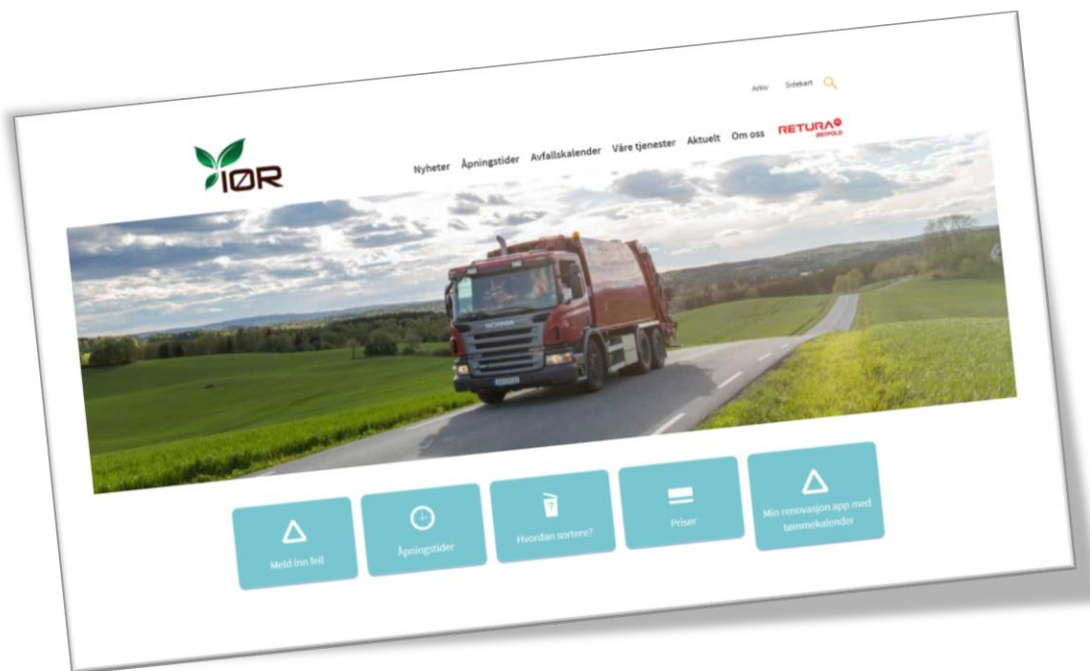 Arkiv Sidekart
IØR
Nyheter Åpningstider Avfallskalender Våre tjenester Aktuelt Om oss RETURA
ØSTFOLD
SCANIA
Meld inn feil
Åpningstider
?
Hvordan sortere?
Priser
Min renovasjon app med
tømmekalender